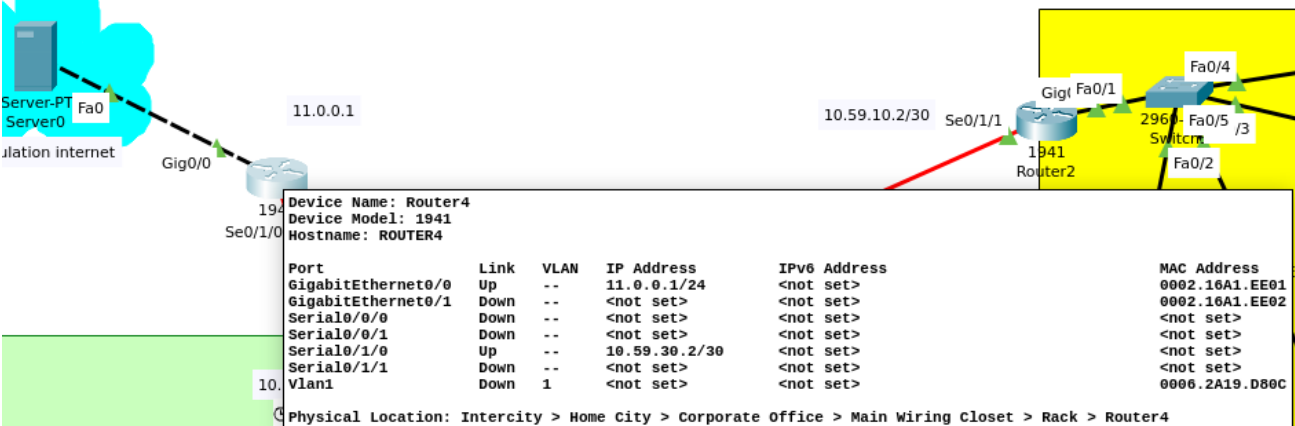 Fa0/4
Gig0
Fa0/1
Server-PT
Fa0
Server0
11.0.0.1
10.59.10.2/30
Se0/1/1
2960-
Fa0/5
/3
Switch
ulation internet
Gig0/0
1941
Fa0/2
Router2
194
Se0/1/0
Device Name: Router4
Device Model: 1941
Hostname: ROUTER4
Port Link VLAN IP Address IPv6 Address MAC Address
GigabitEthernet0/0 Up -- 11.0.0.1/24 <not set> 0002.16A1.EE01
GigabitEthernet0/1 Down -- <not set> <not set> 0002.16A1.EE02
Serial0/0/0 Down -- <not set> <not set> <not set>
Serial0/0/1 Down -- <not set> <not set> <not set>
Serial0/1/0 Up -- 10.59.30.2/30 <not set> <not set>
Serial0/1/1 Down -- <not set> <not set> <not set>
Vlan1 Down 1 <not set> <not set> 0006.2A19.D80C
10.
Physical Location: Intercity > Home City > Corporate Office > Main Wiring Closet > Rack > Router4